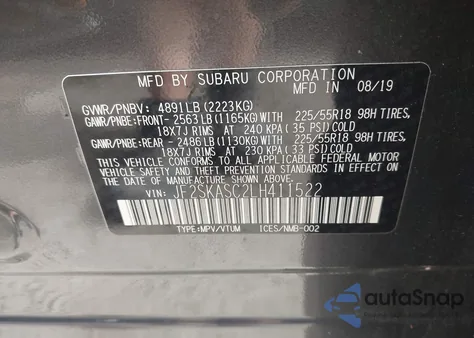 MFD BY SUBARU CORPORATION
MFD IN 08/19
GVWR/PNBV: 4891LB (2223KG)
GAWR/PNBE:FRONT- 2563LB(1165KG)WITH 225/55R18 98H TIRES,
18X7J RIMS AT 240 KPA (35 PSI)COLD
GAWR/PNBE:REAR - 2486LB(1130KG)WITH 225/55R18 98H TIRES,
18X7J RIMS AT 230 KPA (33 PSI)COLD
THIS VEHICLE CONFORMS TO ALL APPLICABLE FEDERAL MOTOR
VEHICLE SAFETY AND THEFT PREVENTION STANDARDS IN EFFECT
ON THE DATE OF MANUFACTURE SHOWN ABOVE.
VIN: JF2SKASC2LH411522
TYPE:MPV/VTUM ICES/NMB-002
autoSnap